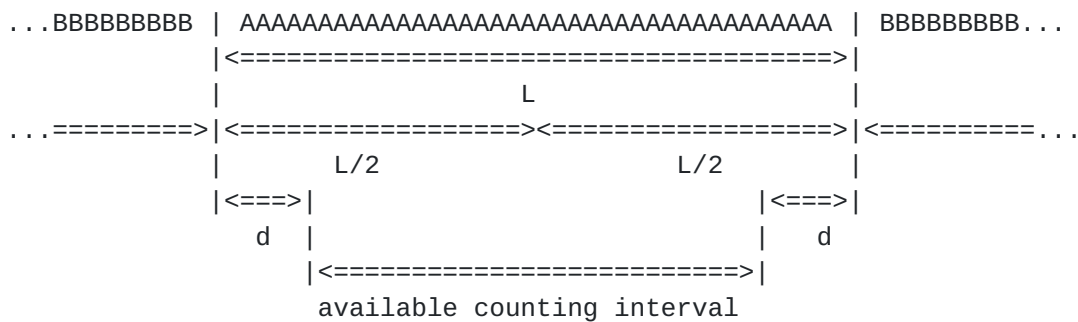 ...BBBBBBBBB | AAAAAAAAAAAAAAAAAAAAAAAAAAAAAAAAAAAAAA | BBBBBBBBB...
             |<======================================>|
             |                   L                    |
...=========>|<==================><==================>|<==========...
             |       L/2                   L/2        |
             |<===>|                            |<===>|
                d  |                            |   d
                   |<==========================>|
                   available counting interval